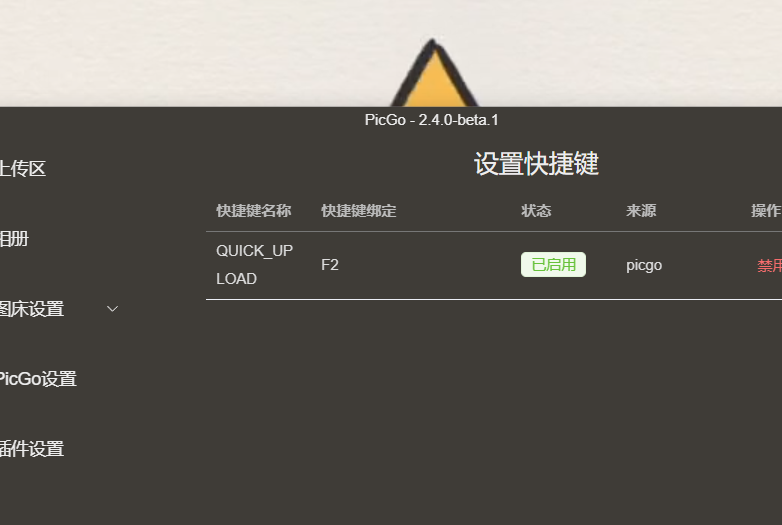 PicGo - 2.4.0-beta.1
设置快捷键
上传区
相册
图床设置
PicGo设置
插件设置
快捷键名称 快捷键绑定 状态 来源 操作
QUICK_UP
LOAD
F2 已启用 picgo 禁用